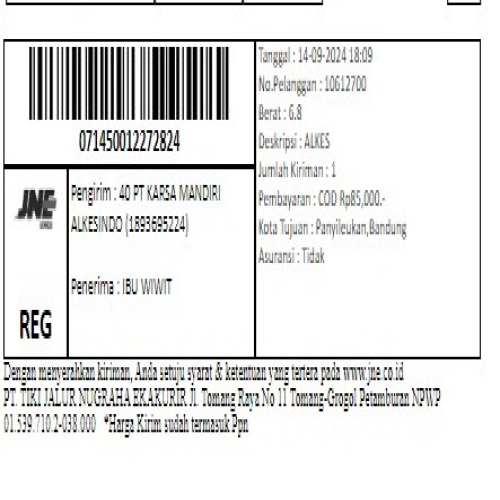 071450012272824
JNE
REG
Pengirim : 40 PT KARSA MANDIRI
ALKESINDO (1893695224)
Penerima : IBU WIWIT
Tanggal : 14-09-2024 18:09
No.Pelanggan : 10612700
Berat : 6.8
Deskripsi : ALKES
Jumlah Kiriman : 1
Pembayaran : COD Rp85,000.-
Kota Tujuan : Panyileukan,Bandung
Asuransi : Tidak
Dengan menyerahkan kiriman, Anda setuju syarat & ketentuan yang tertera pada www.jne.co.id
PT. TIKI JALUR NUGRAHA EKAKURIR Jl. Tomang Raya No 11 Tomang-Grogol Petamburan NPWP
01.539.710.2-038.000 *Harga Kirim sudah termasuk Ppn